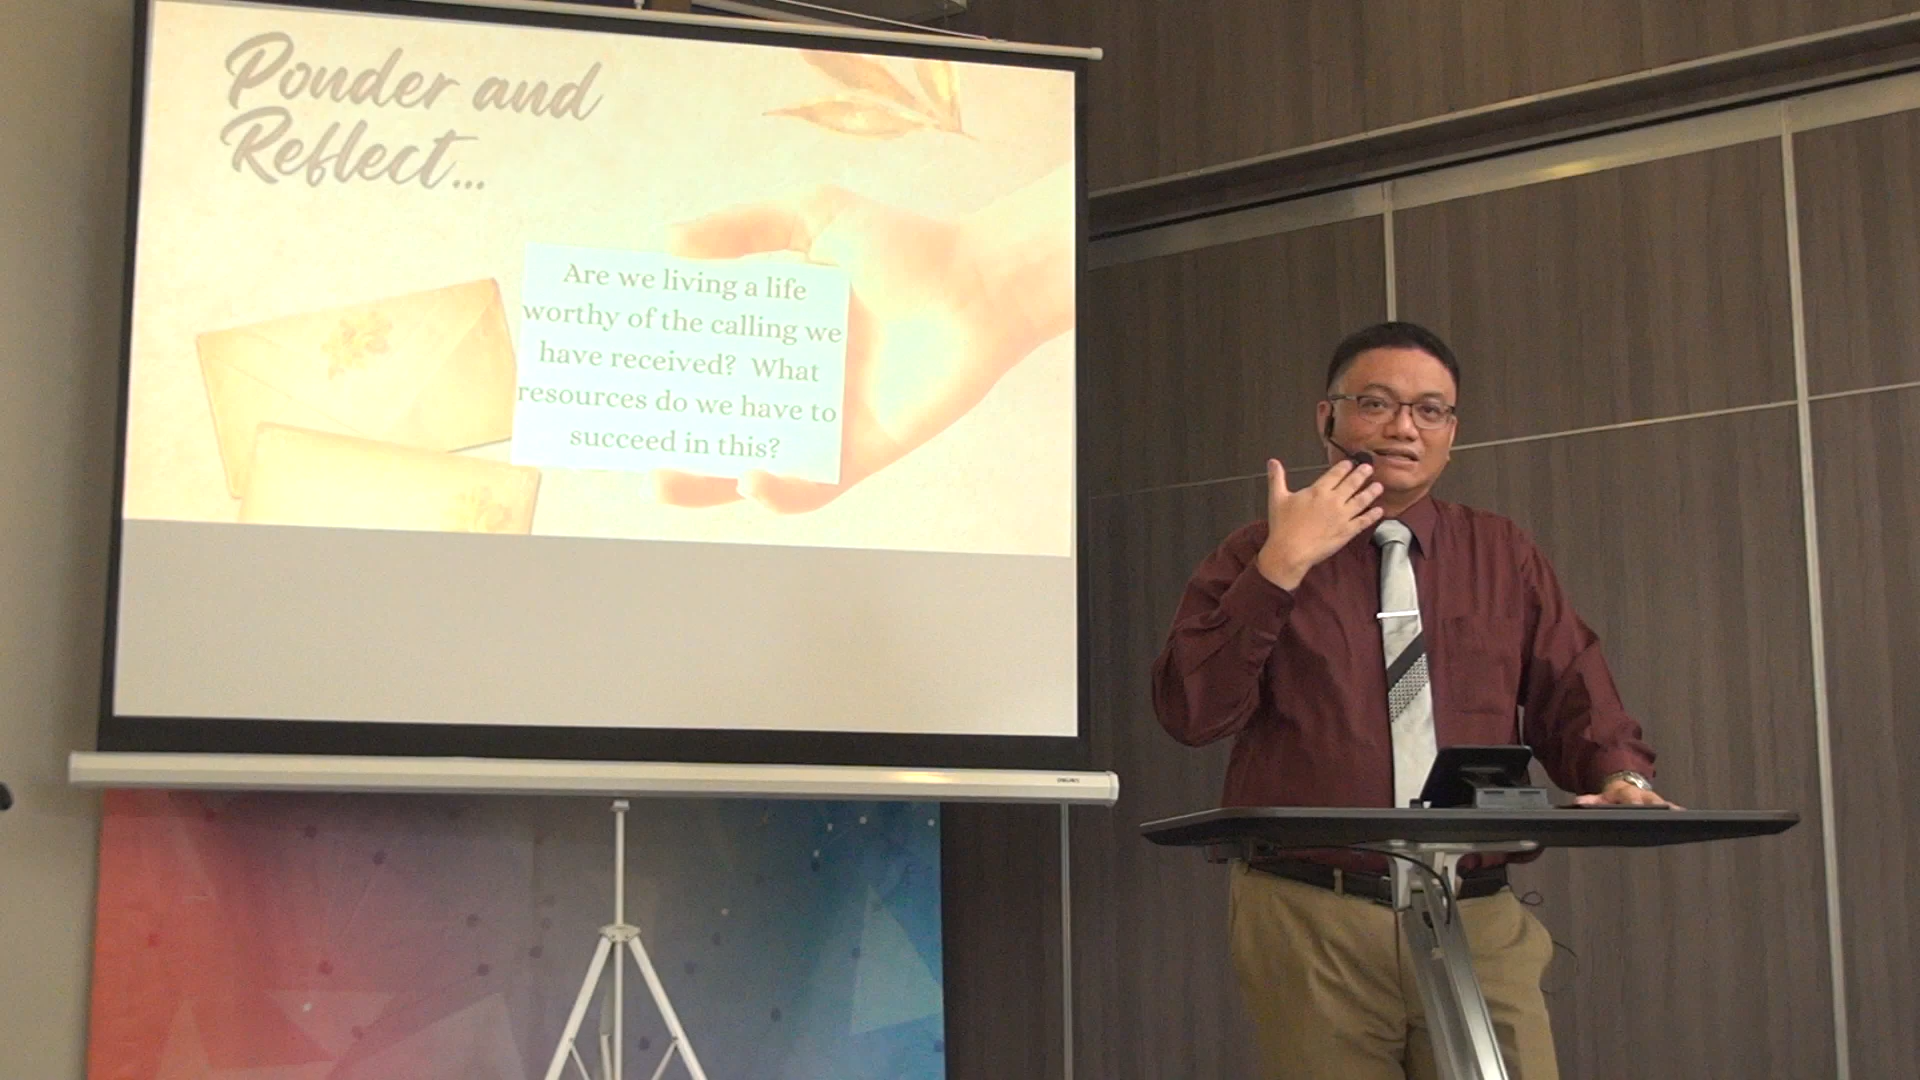 Ponder and
Reflect...
Are we living a life
worthy of the calling we
have received? What
resources do we have to
succeed in this?